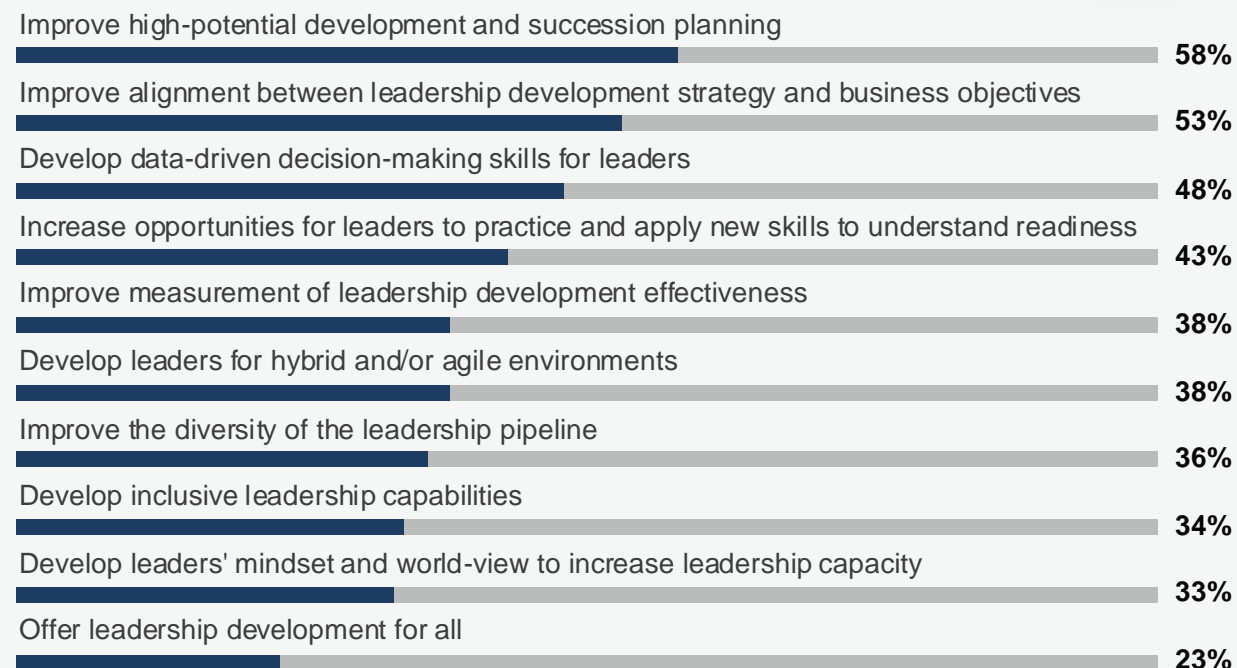 Improve high-potential development and succession planning
58%
Improve alignment between leadership development strategy and business objectives
53%
Develop data-driven decision-making skills for leaders
48%
Increase opportunities for leaders to practice and apply new skills to understand readiness
43%
Improve measurement of leadership development effectiveness
38%
Develop leaders for hybrid and/or agile environments
38%
Improve the diversity of the leadership pipeline
36%
Develop inclusive leadership capabilities
34%
Develop leaders' mindset and world-view to increase leadership capacity
33%
Offer leadership development for all
23%